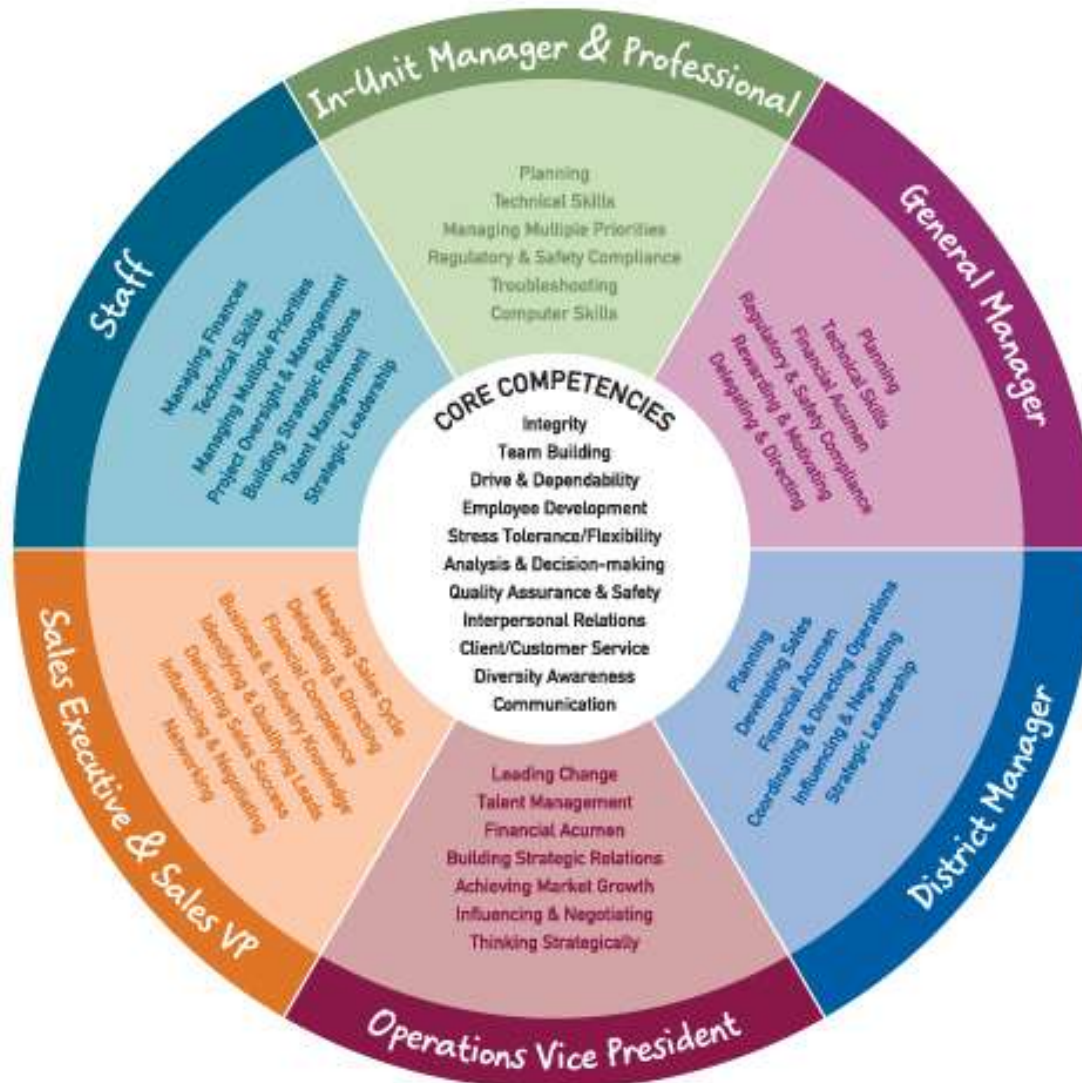 In-Unit Manager & Professional
Planning
Technical Skills
Managing Multiple Priorities
Regulatory & Safety Compliance
Troubleshooting
Computer Skills
General Manager
Planning
Technical Skills
Financial Acumen
Regulatory & Safety Compliance
Rewarding & Motivating
Delegating & Directing
District Manager
Planning
Developing Sales
Financial Acumen
Coordinating & Directing Operations
Influencing & Negotiating
Strategic Leadership
Operations Vice President
Leading Change
Talent Management
Financial Acumen
Building Strategic Relations
Achieving Market Growth
Influencing & Negotiating
Thinking Strategically
Sales Executive & Sales VP
Managing Sales Cycle
Delegating & Directing
Financial Competence
Business & Industry Knowledge
Identifying & Qualifying Leads
Delivering Sales Success
Influencing & Negotiating
Networking
Staff
Managing Finances
Technical Skills
Managing Multiple Priorities
Project Oversight & Management
Building Strategic Relations
Talent Management
Strategic Leadership
CORE COMPETENCIES
Integrity
Team Building
Drive & Dependability
Employee Development
Stress Tolerance/Flexibility
Analysis & Decision-making
Quality Assurance & Safety
Interpersonal Relations
Client/Customer Service
Diversity Awareness
Communication